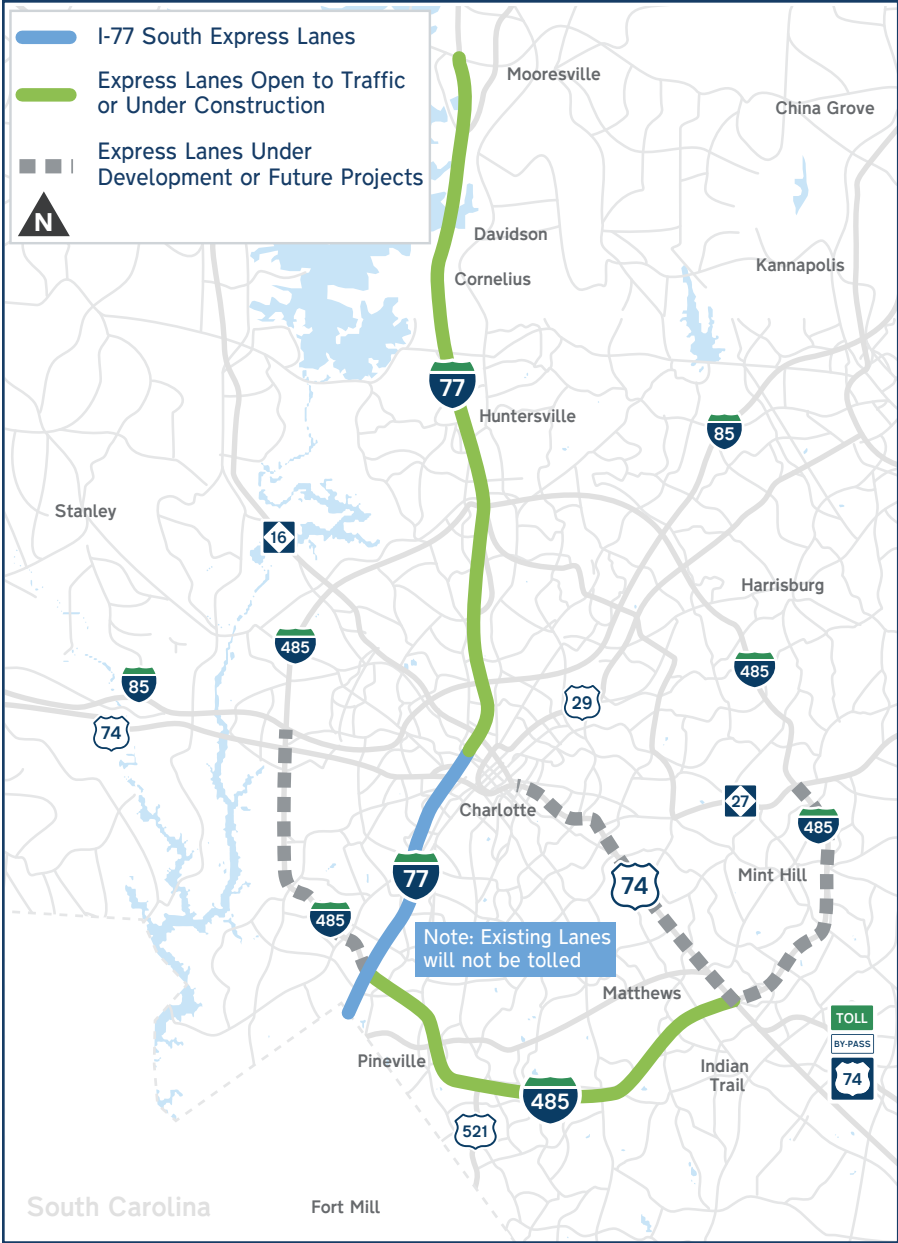 I-77 South Express Lanes
Express Lanes Open to Traffic
or Under Construction
Express Lanes Under
Development or Future Projects
N
Mooresville
China Grove
Davidson
Kannapolis
Cornelius
77
Huntersville
85
Stanley
16
Harrisburg
485
485
85
29
74
27
Charlotte
485
77
74
Mint Hill
485
Note: Existing Lanes
will not be tolled
Matthews
TOLL
BY-PASS
74
Pineville
Indian
Trail
485
521
South Carolina
Fort Mill